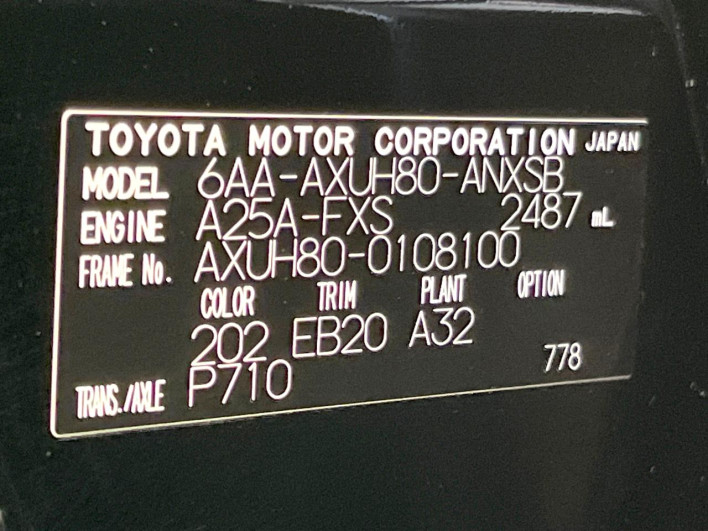 TOYOTA MOTOR CORPORATION JAPAN
MODEL 6AA-AXUH80-ANXSB
ENGINE A25A-FXS 2487 mL
FRAME No. AXUH80-0108100
COLOR TRIM PLANT OPTION
202 EB20 A32
TRANS./AXLE P710 778